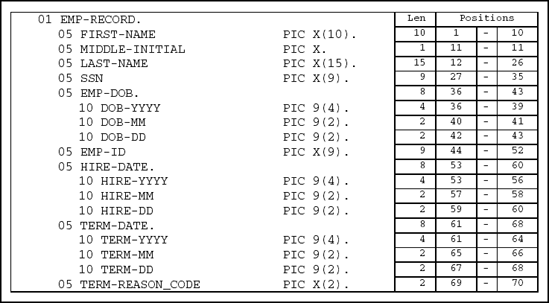 01 EMP-RECORD. Len Positions
05 FIRST-NAME PIC X(10). 10 1 - 10
05 MIDDLE-INITIAL PIC X. 1 11 - 11
05 LAST-NAME PIC X(15). 15 12 - 26
05 SSN PIC X(9). 9 27 - 35
05 EMP-DOB. 8 36 - 43
10 DOB-YYYY PIC 9(4). 4 36 - 39
10 DOB-MM PIC 9(2). 2 40 - 41
10 DOB-DD PIC 9(2). 2 42 - 43
05 EMP-ID PIC X(9). 9 44 - 52
05 HIRE-DATE. 8 53 - 60
10 HIRE-YYYY PIC 9(4). 4 53 - 56
10 HIRE-MM PIC 9(2). 2 57 - 58
10 HIRE-DD PIC 9(2). 2 59 - 60
05 TERM-DATE. 8 61 - 68
10 TERM-YYYY PIC 9(4). 4 61 - 64
10 TERM-MM PIC 9(2). 2 65 - 66
10 TERM-DD PIC 9(2). 2 67 - 68
05 TERM-REASON_CODE PIC X(2). 2 69 - 70